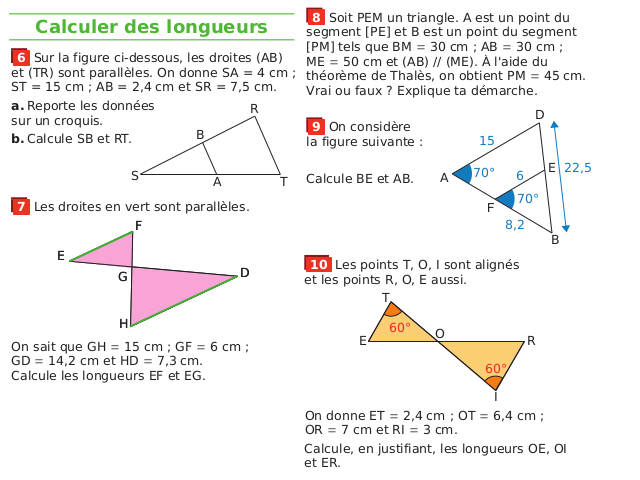 Calculer des longueurs
6 Sur la figure ci-dessous, les droites (AB)
et (TR) sont parallèles. On donne SA = 4 cm ;
ST = 15 cm ; AB = 2,4 cm et SR = 7,5 cm.
a. Reporte les données
sur un croquis.
b. Calcule SB et RT.
R
B
S
A
T
7 Les droites en vert sont parallèles.
F
E
G
D
H
On sait que GH = 15 cm ; GF = 6 cm ;
GD = 14,2 cm et HD = 7,3 cm.
Calcule les longueurs EF et EG.
8 Soit PEM un triangle. A est un point du
segment [PE] et B est un point du segment
[PM] tels que BM = 30 cm ; AB = 30 cm ;
ME = 50 cm et (AB) // (ME). À l'aide du
théorème de Thalès, on obtient PM = 45 cm.
Vrai ou faux ? Explique ta démarche.
9 On considère
la figure suivante :
Calcule BE et AB.
D
15
E
22,5
A
70°
6
F
70°
8,2
B
10 Les points T, O, I sont alignés
et les points R, O, E aussi.
T
60°
E
O
R
60°
I
On donne ET = 2,4 cm ; OT = 6,4 cm ;
OR = 7 cm et RI = 3 cm.
Calcule, en justifiant, les longueurs OE, OI
et ER.